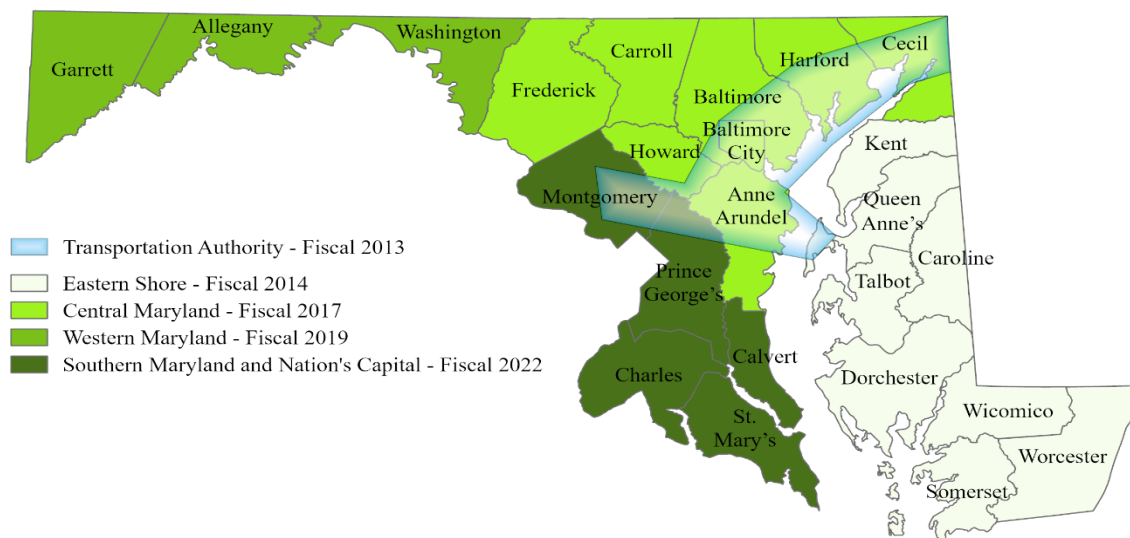 Garrett
Allegany
Washington
Frederick
Carroll
Baltimore
Harford
Cecil
Baltimore
City
Howard
Montgomery
Anne
Arundel
Kent
Queen
Anne's
Caroline
Talbot
Prince
George's
Calvert
Charles
St.
Mary's
Dorchester
Wicomico
Worcester
Somerset
Transportation Authority - Fiscal 2013
Eastern Shore - Fiscal 2014
Central Maryland - Fiscal 2017
Western Maryland - Fiscal 2019
Southern Maryland and Nation's Capital - Fiscal 2022